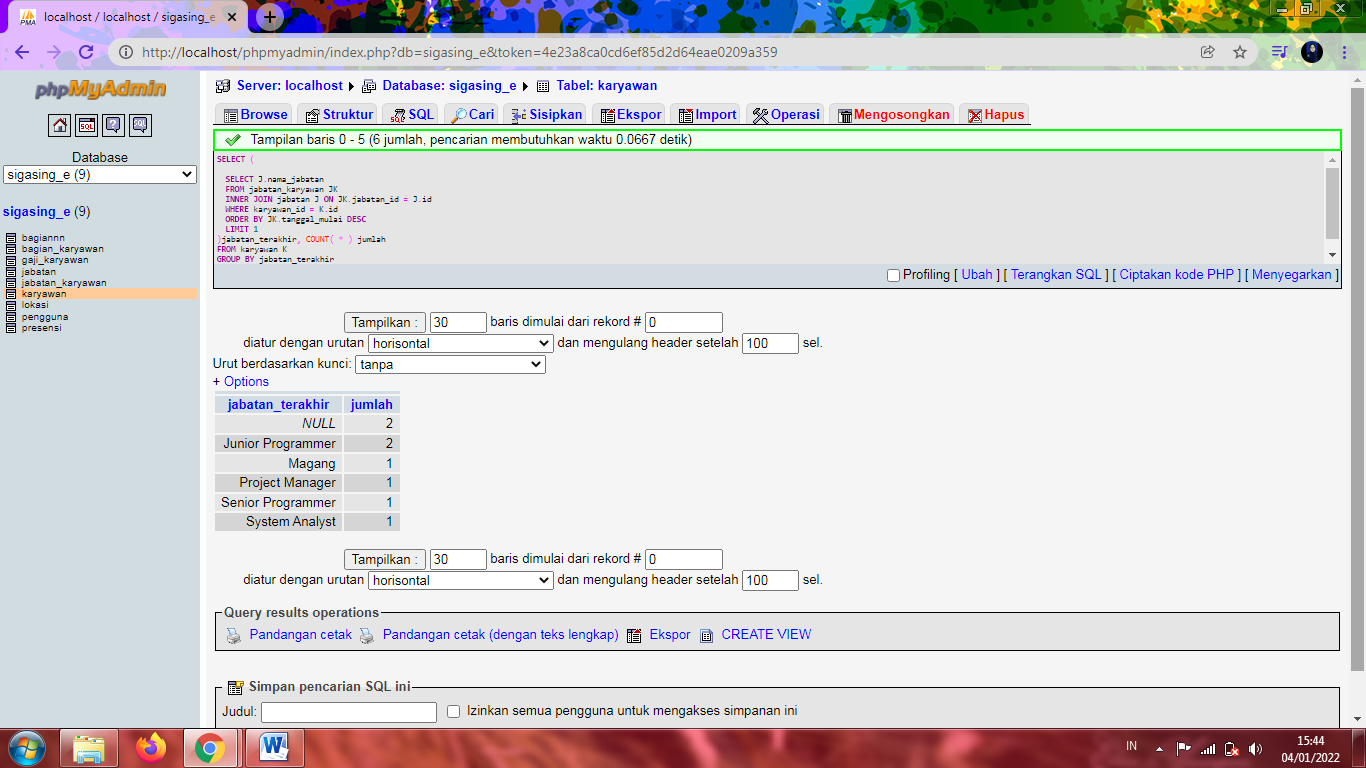 localhost / localhost / sigasing_e
http://localhost/phpmyadmin/index.php?db=sigasing_e&token=4e23a8ca0cd6ef85d2d64eae0209a359
phpMyAdmin
Server: localhost Database: sigasing_e Tabel: karyawan
Browse Struktur SQL Cari Sisipkan Ekspor Import Operasi Mengosongkan Hapus
Database
sigasing_e (9)
sigasing_e (9)
bagiannn
bagian_karyawan
gaji_karyawan
jabatan
jabatan_karyawan
karyawan
lokasi
pengguna
presensi
Tampilan baris 0 - 5 (6 jumlah, pencarian membutuhkan waktu 0.0667 detik)
SELECT (
SELECT J.nama_jabatan
FROM jabatan_karyawan JK
INNER JOIN jabatan J ON JK.jabatan_id = J.id
WHERE karyawan_id = K.id
ORDER BY JK.tanggal_mulai DESC
LIMIT 1
)jabatan_terakhir, COUNT( * ) jumlah
FROM karyawan K
GROUP BY jabatan_terakhir
Profiling [ Ubah ] [ Terangkan SQL ] [ Ciptakan kode PHP ] [ Menyegarkan ]
Tampilkan : 30 baris dimulai dari rekord # 0
diatur dengan urutan horisontal dan mengulang header setelah 100 sel.
Urut berdasarkan kunci: tanpa
+ Options
jabatan_terakhir jumlah
NULL 2
Junior Programmer 2
Magang 1
Project Manager 1
Senior Programmer 1
System Analyst 1
Tampilkan : 30 baris dimulai dari rekord # 0
diatur dengan urutan horisontal dan mengulang header setelah 100 sel.
Query results operations
Pandangan cetak Pandangan cetak (dengan teks lengkap) Ekspor CREATE VIEW
Simpan pencarian SQL ini
Judul: Izinkan semua pengguna untuk mengakses simpanan ini
IN
15:44
04/01/2022